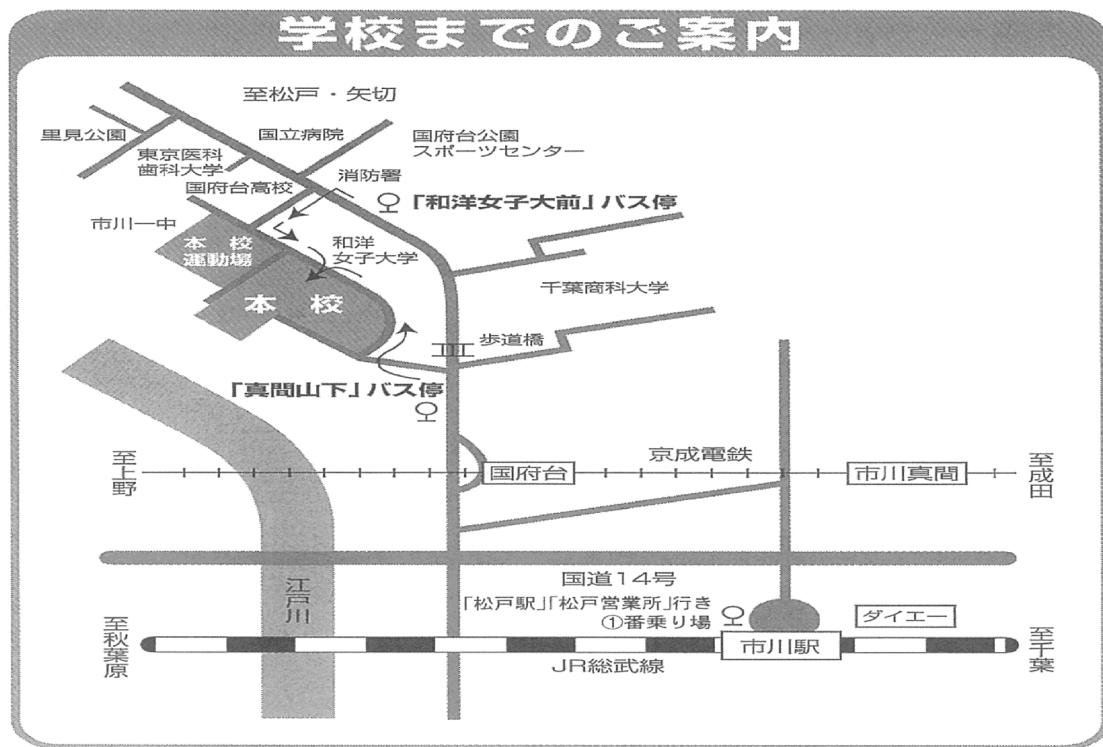 学校までのご案内
至松戸・矢切
里見公園
国立病院
国府台公園
スポーツセンター
東京医科
歯科大学
国府台高校
消防署
「和洋女子大前」バス停
市川一中
本校
運動場
和洋
女子大学
本校
千葉商科大学
歩道橋
「真間山下」バス停
至上野
国府台
京成電鉄
市川真間
至成田
江戸川
国道14号
「松戸駅」「松戸営業所」行き
①番乗り場
ダイエー
至秋葉原
市川駅
至千葉
JR総武線